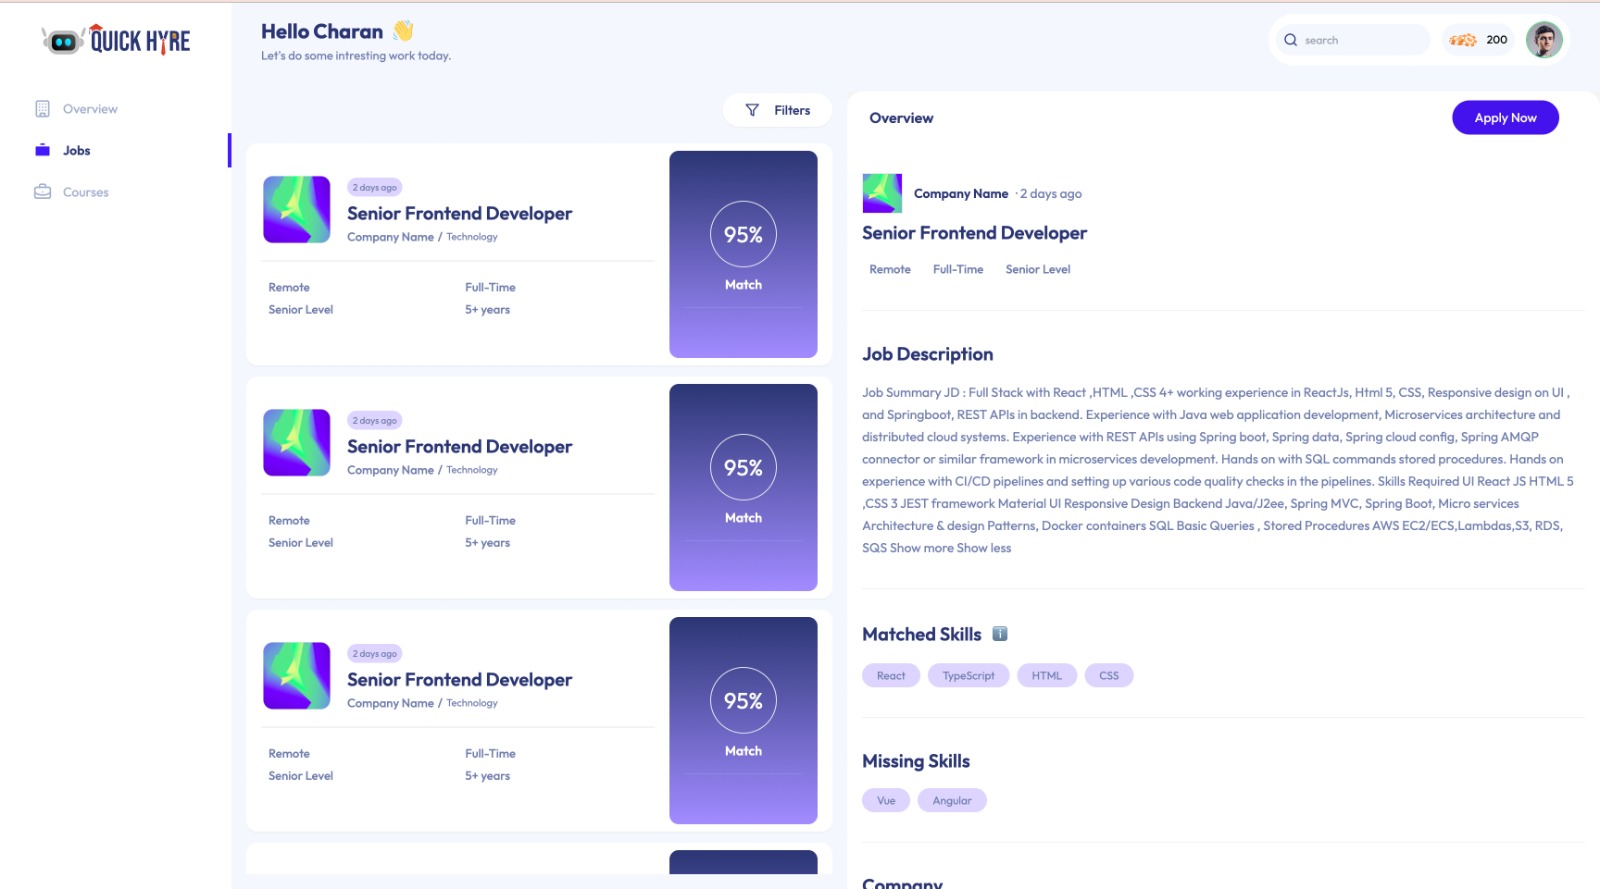 QUICK HYRE
Overview
Jobs
Courses
Hello Charan 👋
Let's do some intresting work today.
search
200
Filters
2 days ago
Senior Frontend Developer
Company Name / Technology
Remote
Full-Time
Senior Level
5+ years
95%
Match
2 days ago
Senior Frontend Developer
Company Name / Technology
Remote
Full-Time
Senior Level
5+ years
95%
Match
2 days ago
Senior Frontend Developer
Company Name / Technology
Remote
Full-Time
Senior Level
5+ years
95%
Match
Overview
Apply Now
Company Name · 2 days ago
Senior Frontend Developer
Remote
Full-Time
Senior Level
Job Description
Job Summary JD : Full Stack with React ,HTML ,CSS 4+ working experience in ReactJs, Html 5, CSS, Responsive design on UI ,
and Springboot, REST APIs in backend. Experience with Java web application development, Microservices architecture and
distributed cloud systems. Experience with REST APIs using Spring boot, Spring data, Spring cloud config, Spring AMQP
connector or similar framework in microservices development. Hands on with SQL commands stored procedures. Hands on
experience with CI/CD pipelines and setting up various code quality checks in the pipelines. Skills Required UI React JS HTML 5
,CSS 3 JEST framework Material UI Responsive Design Backend Java/J2ee, Spring MVC, Spring Boot, Micro services
Architecture & design Patterns, Docker containers SQL Basic Queries , Stored Procedures AWS EC2/ECS,Lambdas,S3, RDS,
SQS Show more Show less
Matched Skills ℹ️
React
TypeScript
HTML
CSS
Missing Skills
Vue
Angular
Company